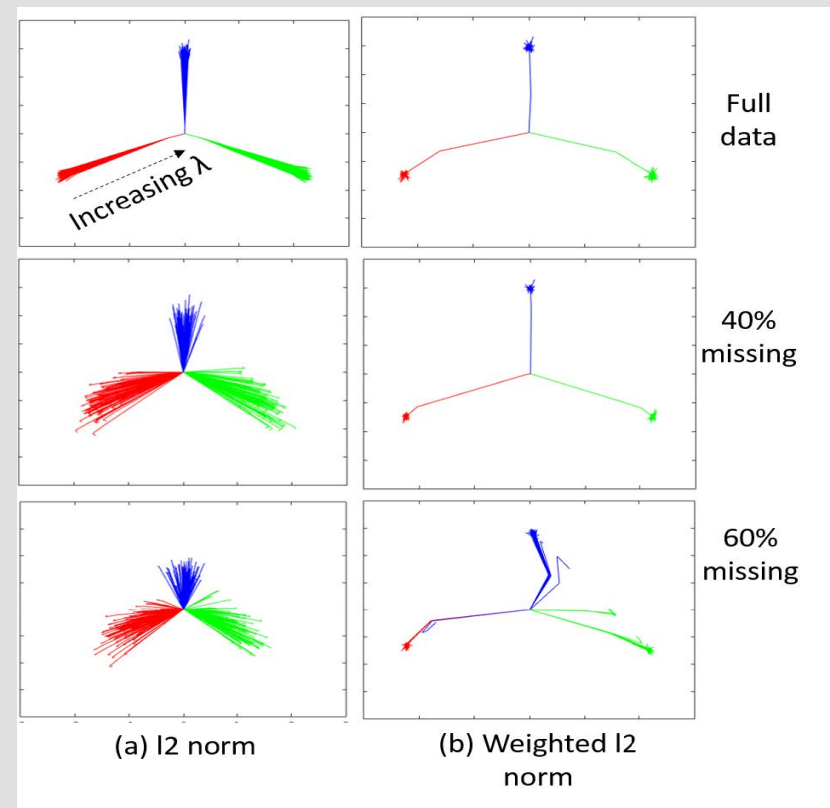 Increasing λ
Full
data
40%
missing
60%
missing
(a) l2 norm
(b) Weighted l2
norm